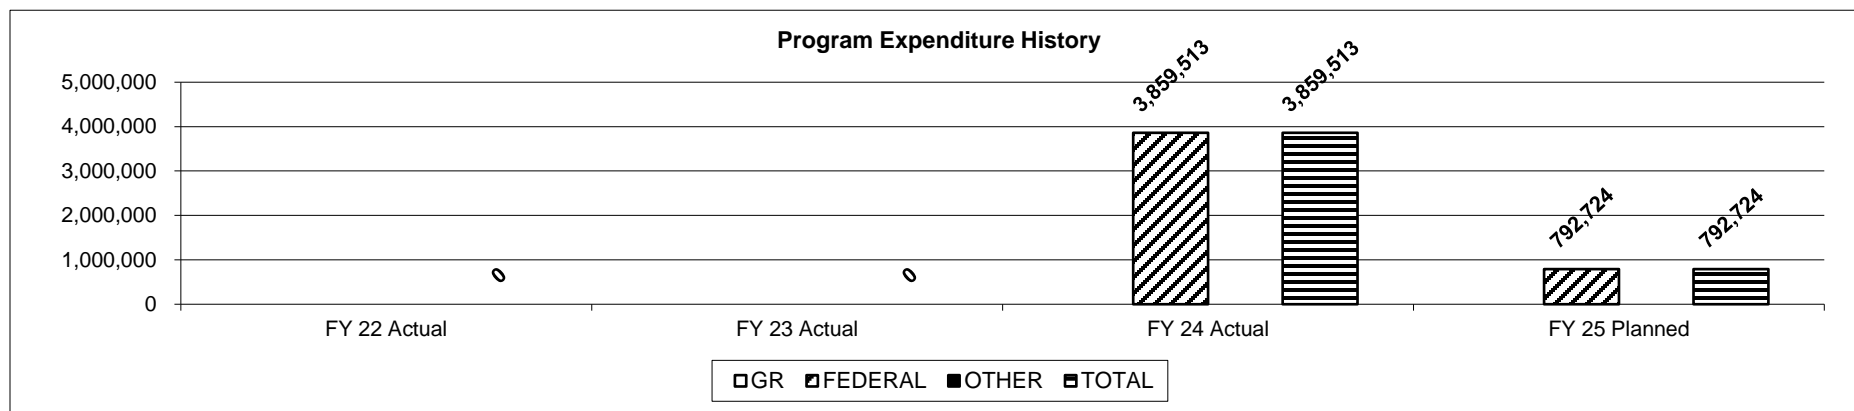 Program Expenditure History
5,000,000
4,000,000
3,000,000
2,000,000
1,000,000
0
0
0
3,859,513
3,859,513
792,724
792,724
FY 22 Actual
FY 23 Actual
FY 24 Actual
FY 25 Planned
GR FEDERAL OTHER TOTAL